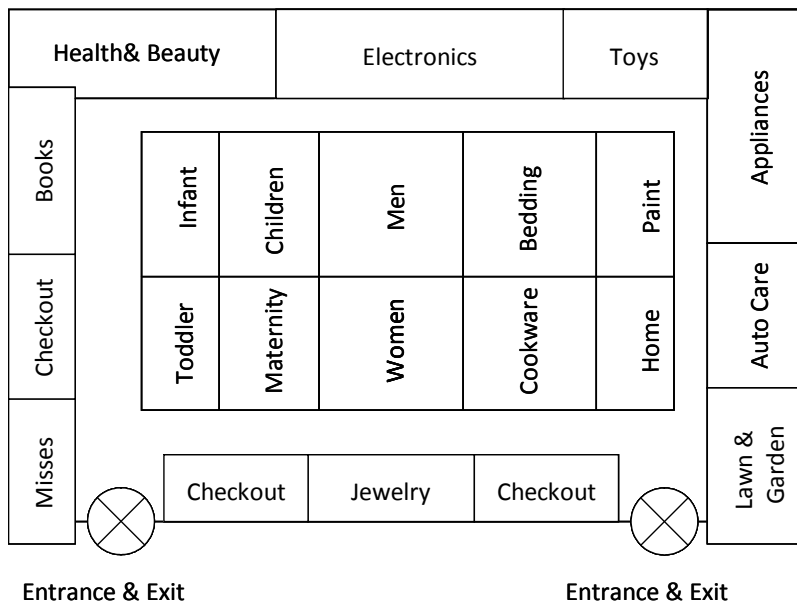 Health& Beauty
Electronics
Toys
Appliances
Books
Infant
Children
Men
Bedding
Paint
Checkout
Toddler
Maternity
Women
Cookware
Home
Auto Care
Misses
Checkout
Jewelry
Checkout
Lawn &
Garden
Entrance & Exit
Entrance & Exit